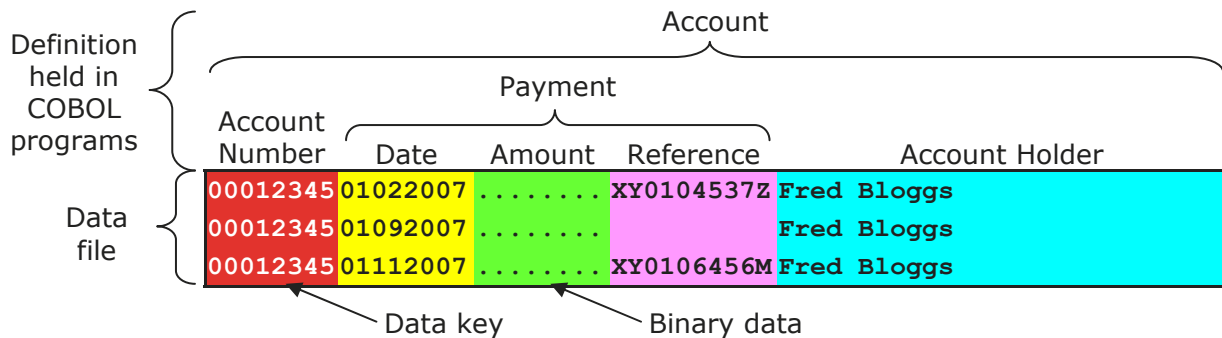 Account
Definition
held in
COBOL
programs
Payment
Account
Number Date Amount Reference Account Holder
Data
file
00012345 01022007 ........ XY0104537Z Fred Bloggs
00012345 01092007 ........ Fred Bloggs
00012345 01112007 ........ XY0106456M Fred Bloggs
Data key Binary data